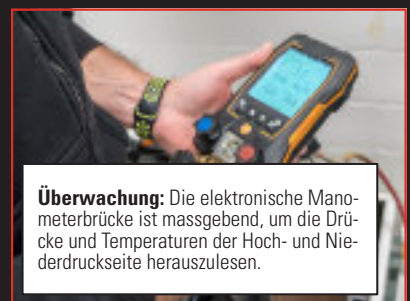 Überwachung: Die elektronische Mano-
meterbrücke ist massgebend, um die Drü-
cke und Temperaturen der Hoch- und Nie-
derdruckseite herauszulesen.